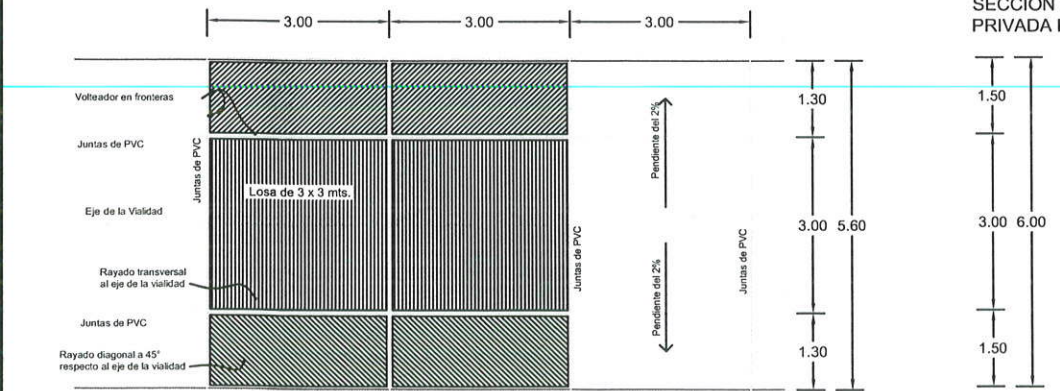 SECCIÓN
PRIVADA
3.00
3.00
3.00
Volteador en fronteras
Juntas de PVC
Juntas de PVC
Losa de 3 x 3 mts.
Eje de la Vialidad
Rayado transversal
al eje de la vialidad
Juntas de PVC
Rayado diagonal a 45°
respecto al eje de la vialidad
Juntas de PVC
Pendiente del 2%
Pendiente del 2%
Juntas de PVC
1.30
3.00
5.60
1.30
1.50
3.00
6.00
1.50